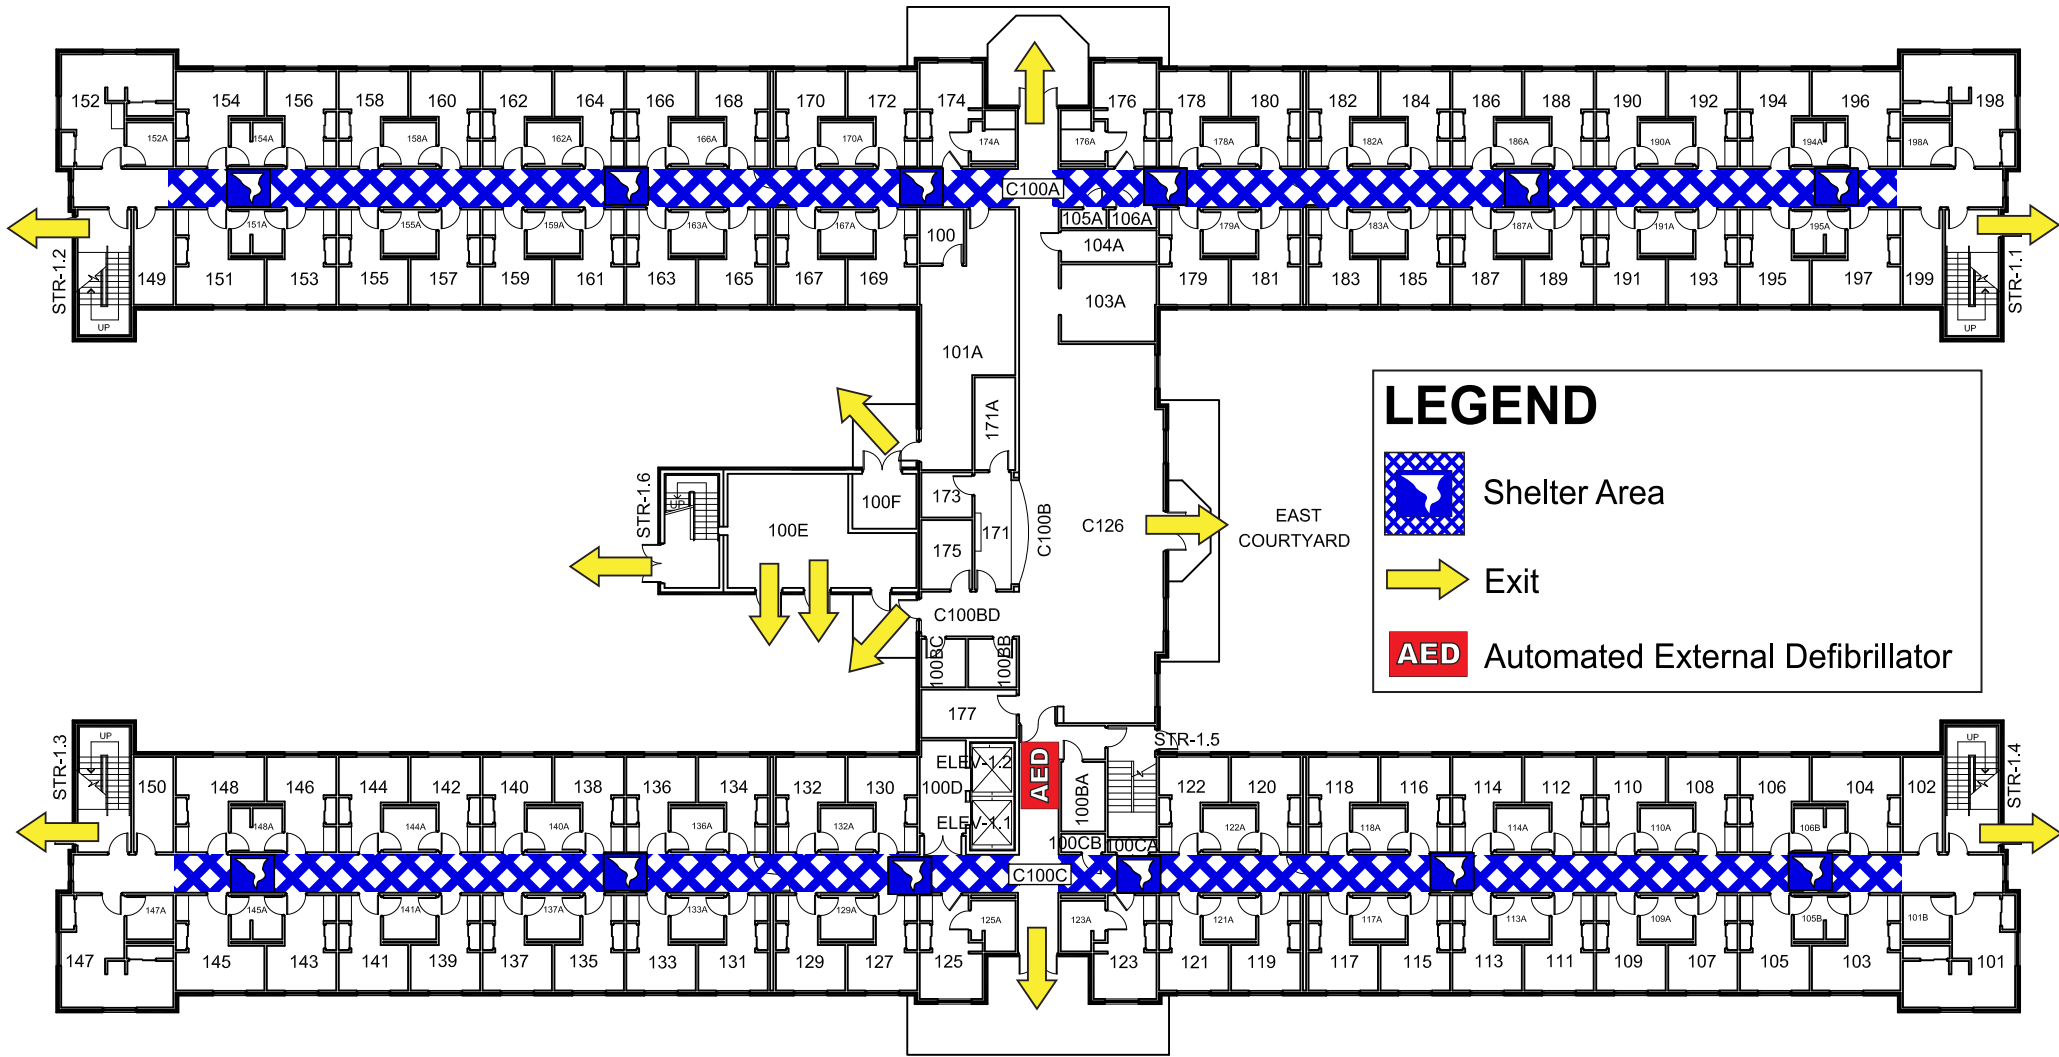 152 154 156 158 160 162 164 166 168 170 172 174 176 178 180 182 184 186 188 190 192 194 196 198
152A 154A 158A 162A 166A 170A 174A 176A 178A 182A 186A 190A 194A 198A
C100A
151A 155A 159A 163A 167A 100 105A 106A 179A 183A 187A 191A 195A
104A
STR-1.2 149 151 153 155 157 159 161 163 165 167 169 103A 179 181 183 185 187 189 191 193 195 197 199 STR-1.1
UP UP
101A
171A
LEGEND
Shelter Area
Exit
AED Automated External Defibrillator
STR-1.6 UP 100E 100F 173 175 171 C100B C126
EAST
COURTYARD
C100BD
100BC 100BB
177
AED
STR-1.5
STR-1.3 UP UP STR-1.4
ELEV-1.2
100D
ELEV-1.1
100BA
100CB 100CA
150 148 146 144 142 140 138 136 134 132 130 122 120 118 116 114 112 110 108 106 104 102
148A 144A 140A 136A 132A 122A 118A 114A 110A 106B
C100C
147A 145A 141A 137A 133A 129A 125A 123A 121A 117A 113A 109A 105B 101B
147 145 143 141 139 137 135 133 131 129 127 125 123 121 119 117 115 113 111 109 107 105 103 101